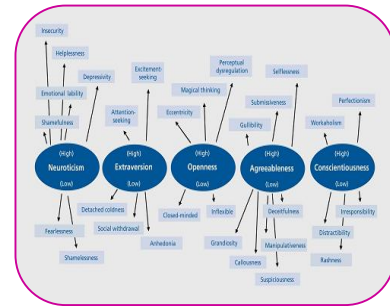 Insecurity
Helplessness
Depressivity
Emotional lability
Shamefulness
Excitement-
seeking
Attention-
seeking
Perceptual
dysregulation
Magical thinking
Eccentricity
Selflessness
Submissiveness
Gullibility
Perfectionism
Workaholism
(High)
Neuroticism
(Low)
(High)
Extraversion
(Low)
(High)
Openness
(Low)
(High)
Agreeableness
(Low)
(High)
Conscientiousness
(Low)
Fearlessness
Shamelessness
Detached coldness
Social withdrawal
Anhedonia
Closed-minded
Inflexible
Grandiosity
Callousness
Suspiciousness
Manipulativeness
Deceitfulness
Irresponsibility
Distractibility
Rashness